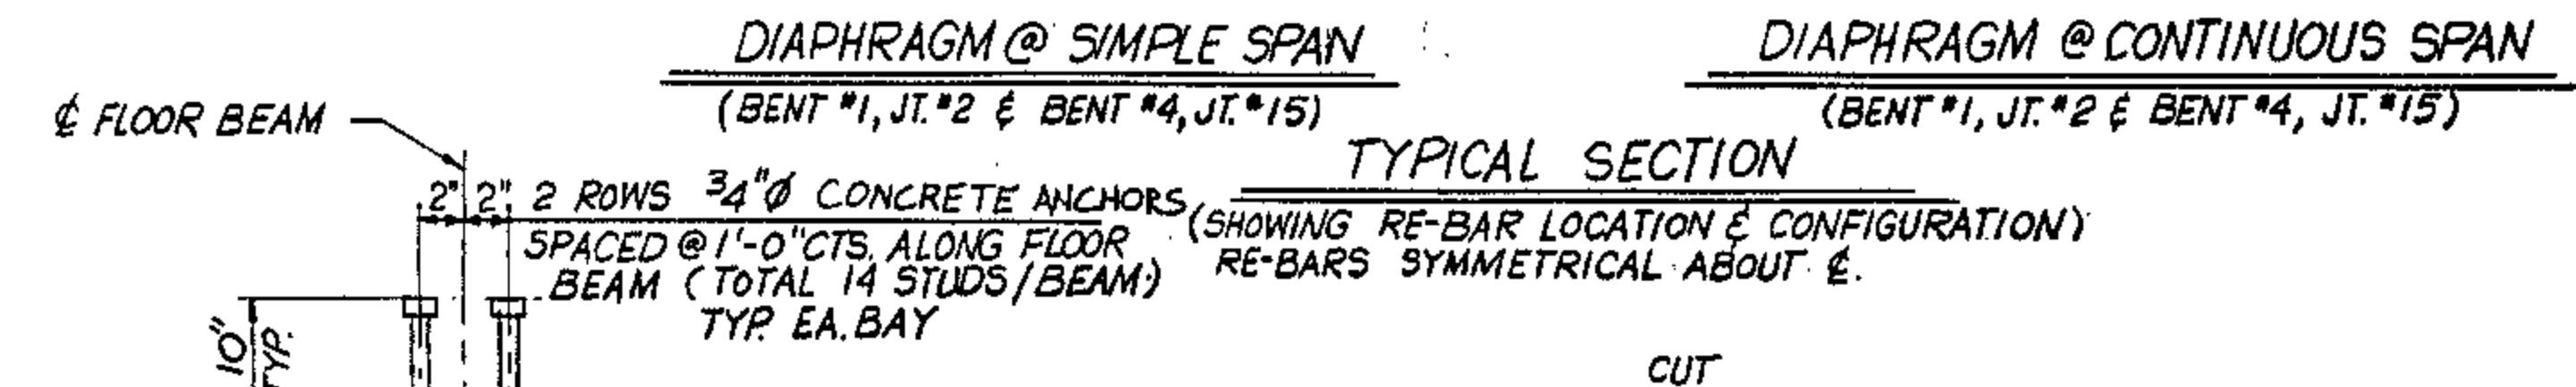 DIAPHRAGM @ SIMPLE SPAN
(BENT #1, JT. #2 & BENT #4, JT. #15)
DIAPHRAGM @ CONTINUOUS SPAN
(BENT #1, JT. #2 & BENT #4, JT. #15)
TYPICAL SECTION
(SHOWING RE-BAR LOCATION & CONFIGURATION)
RE-BARS SYMMETRICAL ABOUT ℄.
℄ FLOOR BEAM
2" 2"
2 ROWS 3/4"Ø CONCRETE ANCHORS
SPACED @ 1'-0" CTS. ALONG FLOOR
BEAM (TOTAL 14 STUDS/BEAM)
TYP. EA. BAY
10"
TYP.
CUT